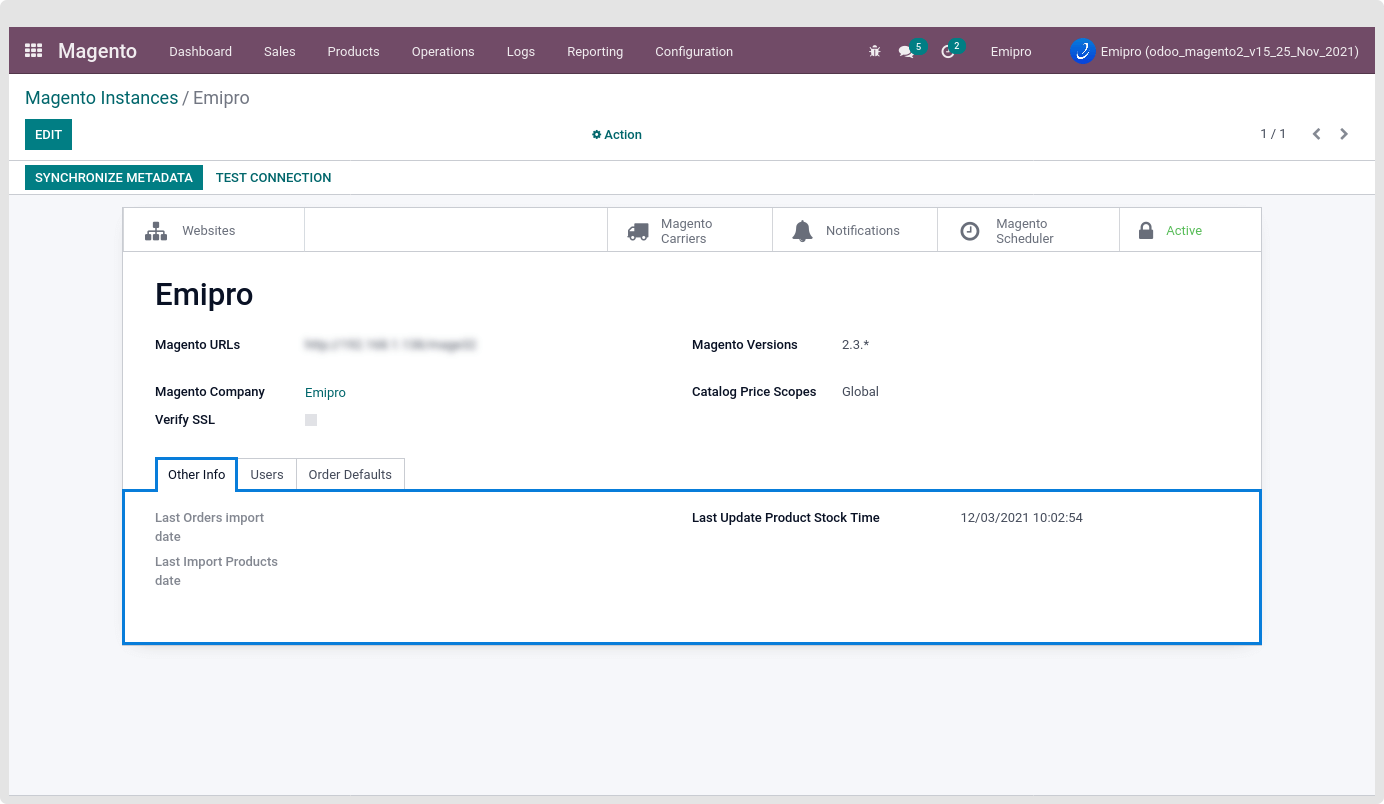 Magento Dashboard Sales Products Operations Logs Reporting Configuration 5 2 Emipro Emipro (odoo_magento2_v15_25_Nov_2021)
Magento Instances / Emipro
EDIT Action 1 / 1
SYNCHRONIZE METADATA TEST CONNECTION
Websites Magento Carriers Notifications Magento Scheduler Active
Emipro
Magento URLs Magento Versions 2.3.*
Magento Company Emipro Catalog Price Scopes Global
Verify SSL
Other Info Users Order Defaults
Last Orders import Last Update Product Stock Time 12/03/2021 10:02:54
date
Last Import Products
date